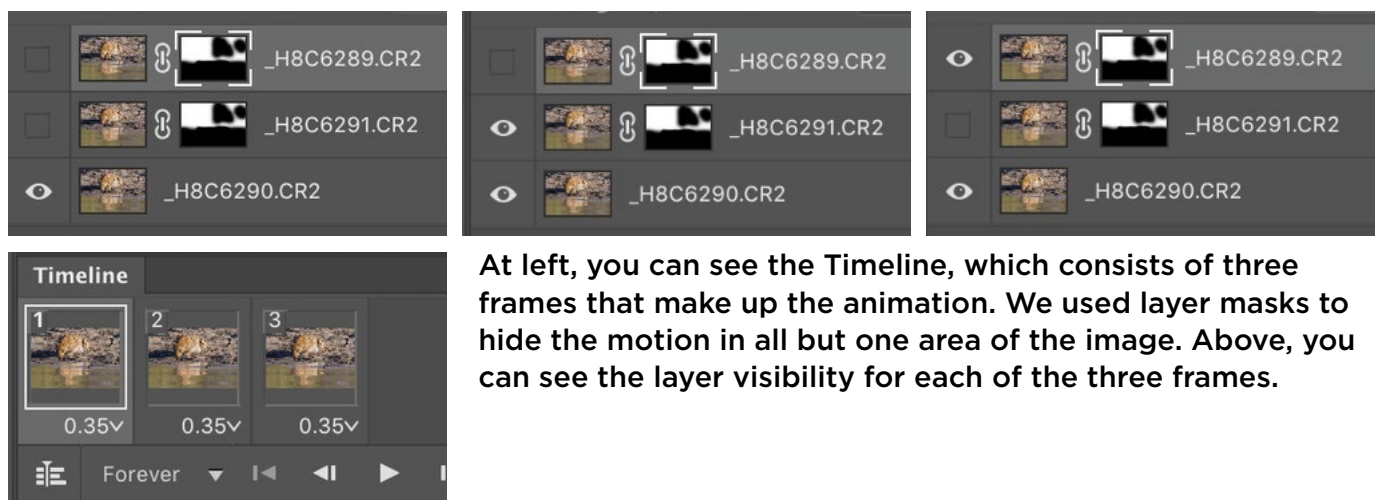 _H8C6289.CR2
_H8C6291.CR2
_H8C6290.CR2
_H8C6289.CR2
_H8C6291.CR2
_H8C6290.CR2
_H8C6289.CR2
_H8C6291.CR2
_H8C6290.CR2
Timeline
1 2 3
0.35 0.35 0.35
Forever
At left, you can see the Timeline, which consists of three
frames that make up the animation. We used layer masks to
hide the motion in all but one area of the image. Above, you
can see the layer visibility for each of the three frames.